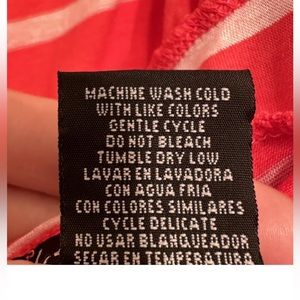 MACHINE WASH COLD
WITH LIKE COLORS
GENTLE CYCLE
DO NOT BLEACH
TUMBLE DRY LOW
LAVAR EN LAVADORA
CON AGUA FRIA
CON COLORES SIMILARES
CYCLE DELICATE
NO USAR BLANQUEADOR
SECAR EN TEMPERATURA